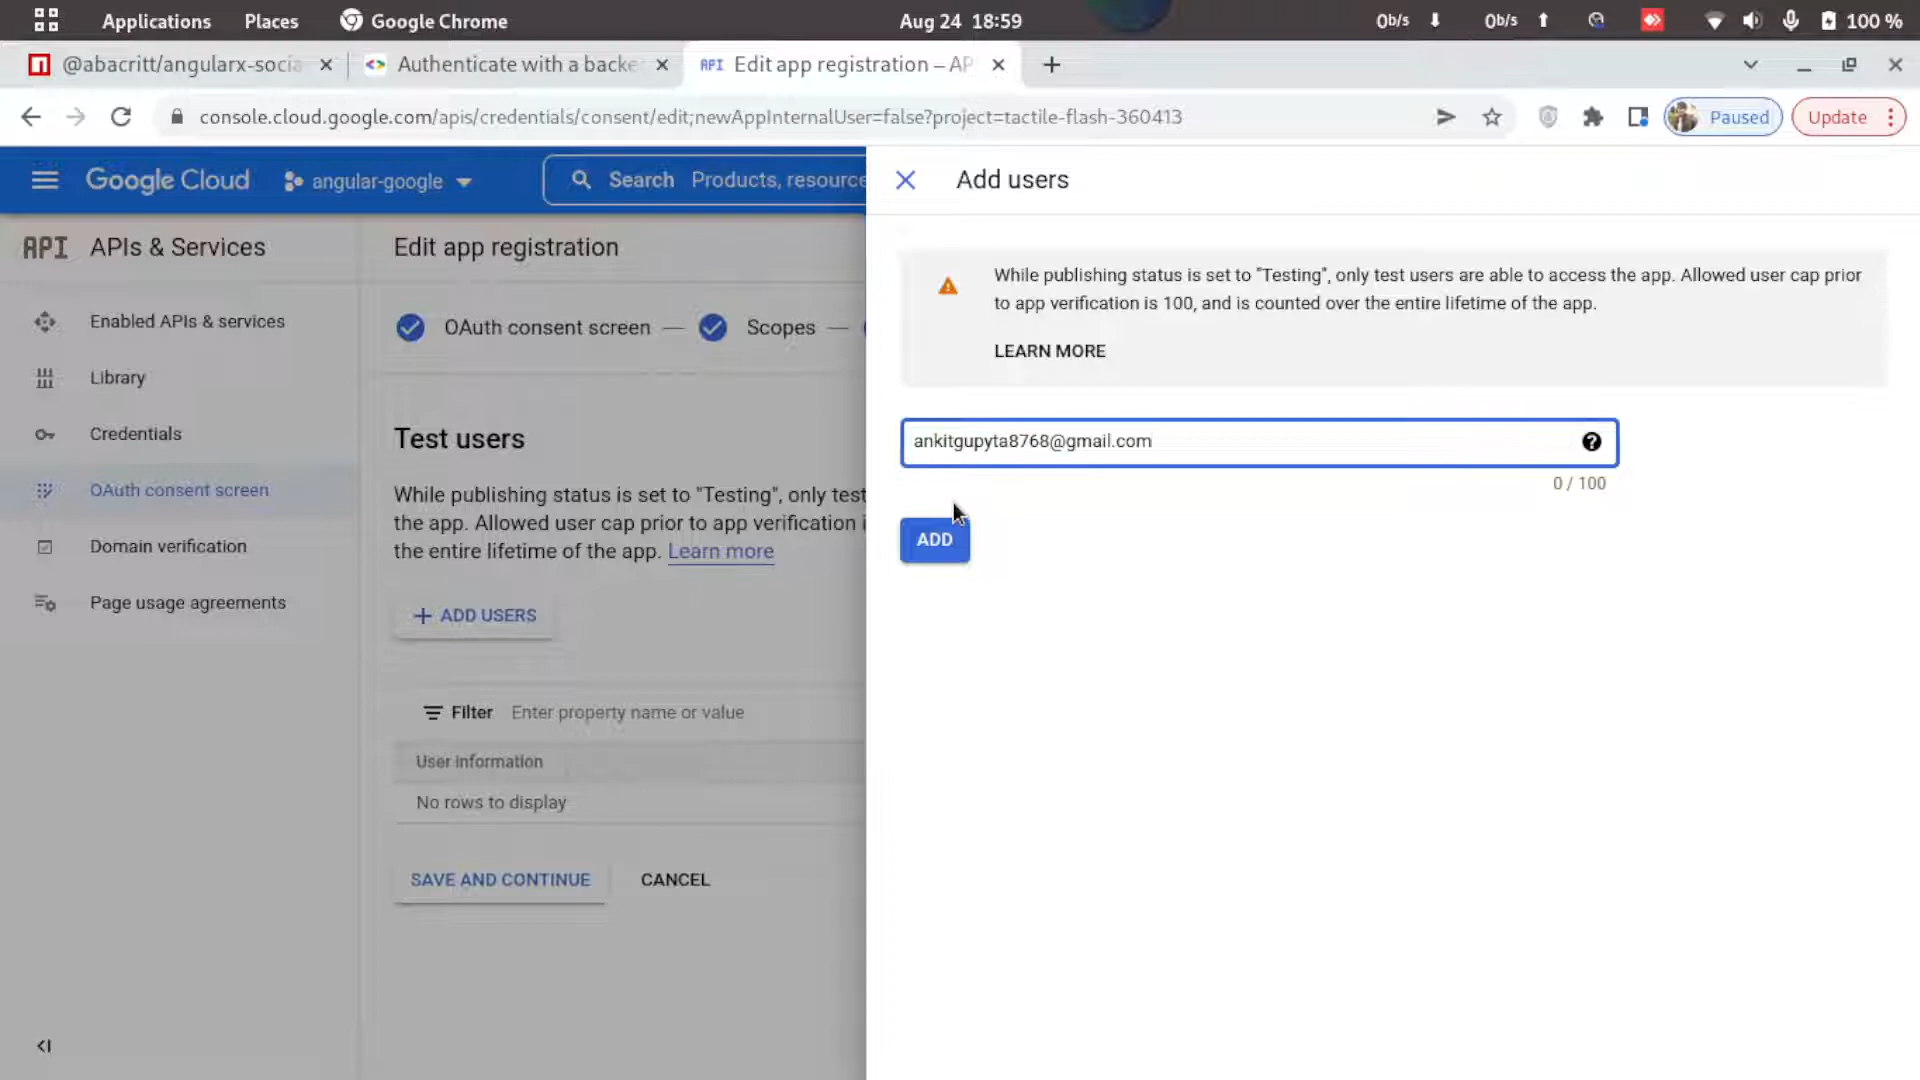 Applications Places Google Chrome Aug 24 18:59 0b/s 0b/s 100 %
@abacritt/angularx-socia Authenticate with a backe API Edit app registration – AP
console.cloud.google.com/apis/credentials/consent/edit;newAppInternalUser=false?project=tactile-flash-360413 Paused Update
Google Cloud angular-google Search Products, resource
Add users
API APIs & Services
Edit app registration
Enabled APIs & services
Library
Credentials
OAuth consent screen
Domain verification
Page usage agreements
OAuth consent screen — Scopes —
Test users
While publishing status is set to "Testing", only test
the app. Allowed user cap prior to app verification i
the entire lifetime of the app. Learn more
+ ADD USERS
Filter Enter property name or value
User information
No rows to display
SAVE AND CONTINUE CANCEL
While publishing status is set to "Testing", only test users are able to access the app. Allowed user cap prior
to app verification is 100, and is counted over the entire lifetime of the app.
LEARN MORE
ankitgupyta8768@gmail.com
0 / 100
ADD